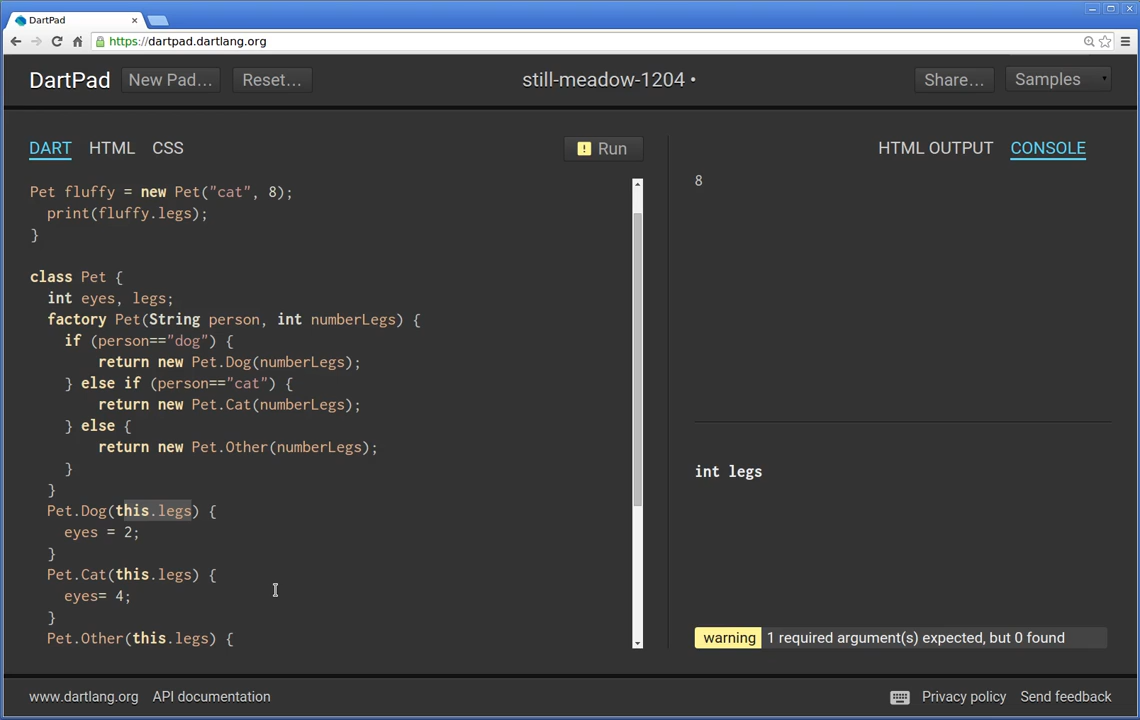 DartPad
https://dartpad.dartlang.org
DartPad New Pad... Reset... still-meadow-1204 • Share... Samples
DART HTML CSS ! Run HTML OUTPUT CONSOLE
Pet fluffy = new Pet("cat", 8);
print(fluffy.legs);
}
class Pet {
int eyes, legs;
factory Pet(String person, int numberLegs) {
if (person=="dog") {
return new Pet.Dog(numberLegs);
} else if (person=="cat") {
return new Pet.Cat(numberLegs);
} else {
return new Pet.Other(numberLegs);
}
}
Pet.Dog(this.legs) {
eyes = 2;
}
Pet.Cat(this.legs) {
eyes= 4;
}
Pet.Other(this.legs) {
8
int legs
warning 1 required argument(s) expected, but 0 found
www.dartlang.org API documentation Privacy policy Send feedback